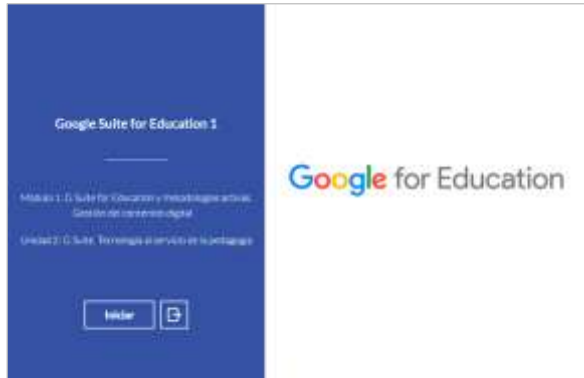 Google Suite for Education 1
Módulo 1: G Suite for Education y metodologías activas.
Gestión de contenido digital
Unidad 2: G Suite. Tecnología al servicio de la pedagogía
Iniciar
Google for Education